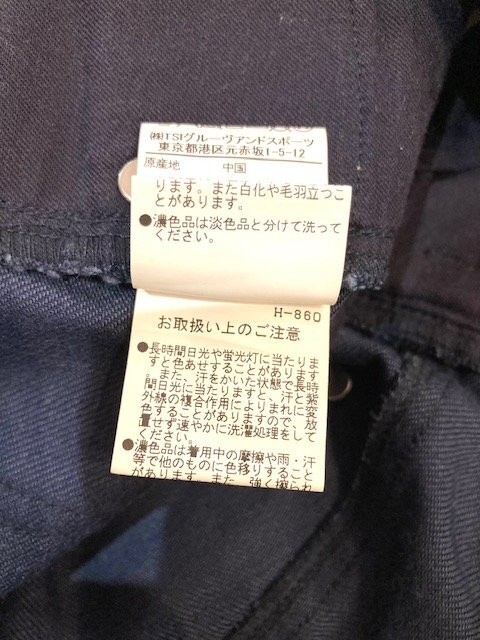 ㈱TSIグルーヴアンドスポーツ
東京都港区元赤坂1-5-12
原産地 中国
ります。また白化や毛羽立つこ
とがあります。
●濃色品は淡色品と分けて洗って
ください。
H-860
お取扱い上のご注意
●長時間日光や蛍光灯に当たりま
すと色あせすることがあります
。また、汗をかいた状態で長時
間日光に当たりますと、汗と紫
外線の複合作用によりまれに変
色することがありますので、放
置せず速やかに洗濯処理をして
ください。
●濃色品は着用中の摩擦や雨・汗
等で他のものに色移りすること
があります。また、強く擦られ